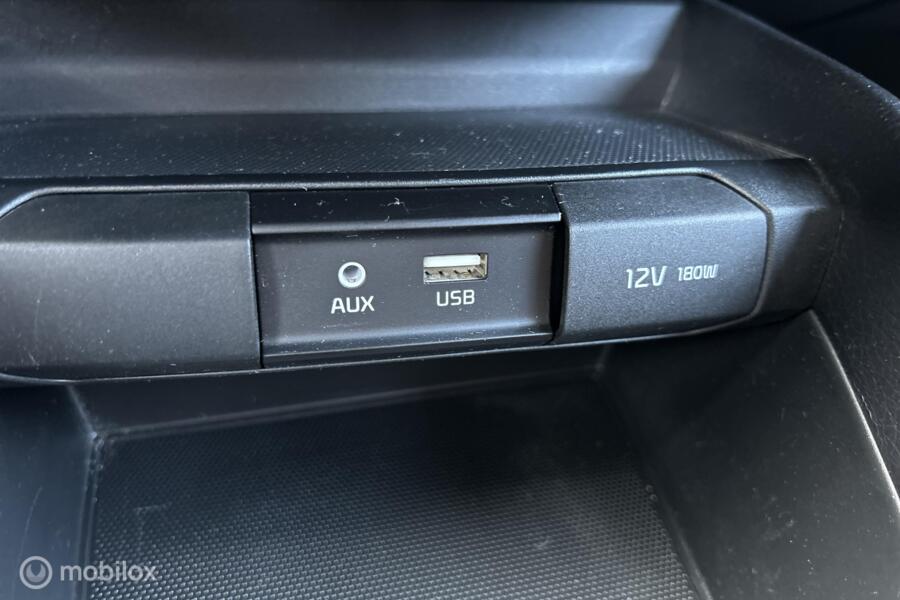 AUX
USB
12V 180W
mobilox